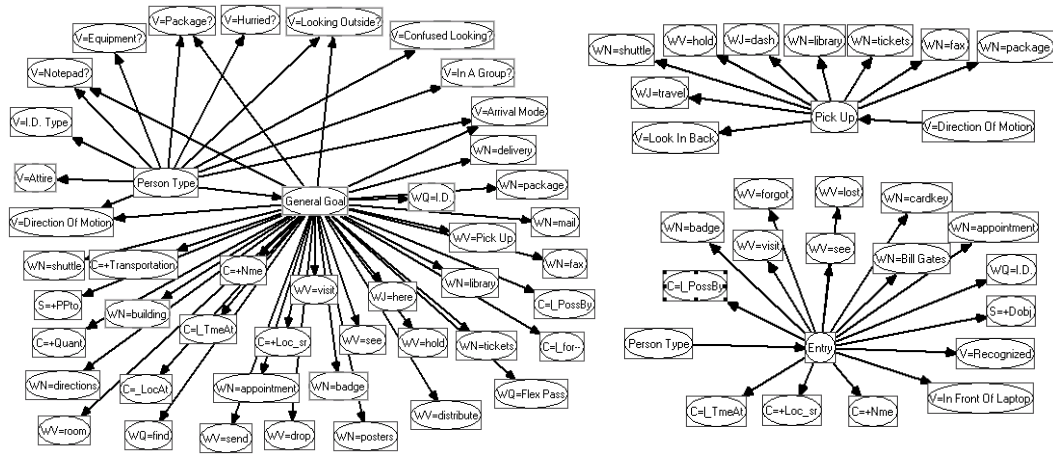 V=Package?
V=Hurried?
V=Looking Outside?
V=Equipment?
V=Confused Looking?
V=Notepad?
V=In A Group?
V=I.D. Type
V=Arrival Mode
WN=delivery
V=Attire
Person Type
WN=package
General Goal
WQ=I.D.
V=Direction Of Motion
WN=mail
WV=Pick Up
WN=shuttle
C=+Transportation
C=+Nme
WN=fax
WN=library
WV=visit
WJ=here
C=I_PossBy
S=+PPto
WN=building
C=I_TmeAt
C=+Quant
C=+Loc_sr
WV=see
WV=hold
WN=tickets
C=I_for--
WN=directions
C=_LocAt
WN=appointment
WN=badge
WQ=Flex Pass
WV=room
WQ=find
WV=send
WV=drop
WN=posters
WV=distribute
WN=shuttle
WV=hold
WJ=dash
WN=library
WN=tickets
WN=fax
WN=package
WJ=travel
Pick Up
V=Look In Back
V=Direction Of Motion
WV=forgot
WV=lost
WN=cardkey
WN=badge
WN=appointment
WV=visit
WV=see
WN=Bill Gates
C=I_PossBy
WQ=I.D.
S=+Dobj
Person Type
Entry
V=Recognized
C=I_TmeAt
C=+Loc_sr
C=+Nme
V=In Front Of Laptop